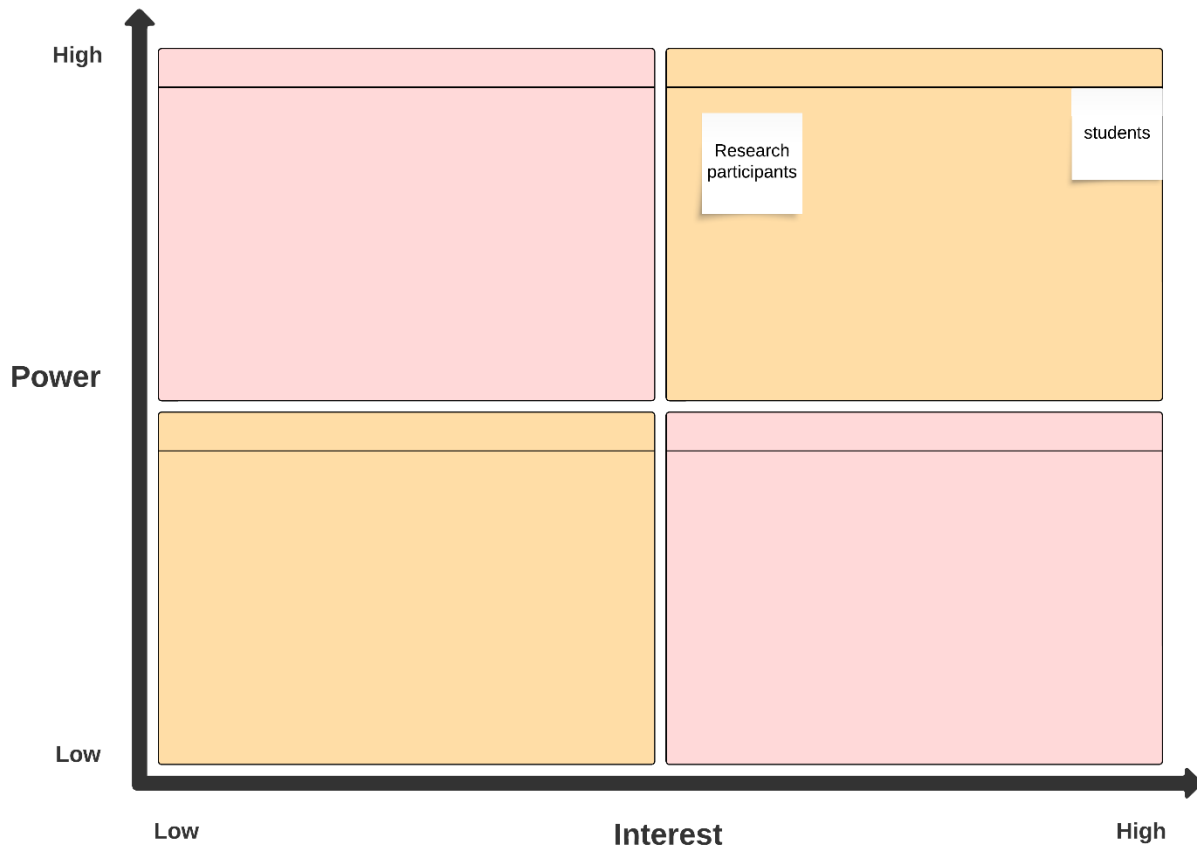 High
Research
participants
students
Power
Low
Low
Interest
High